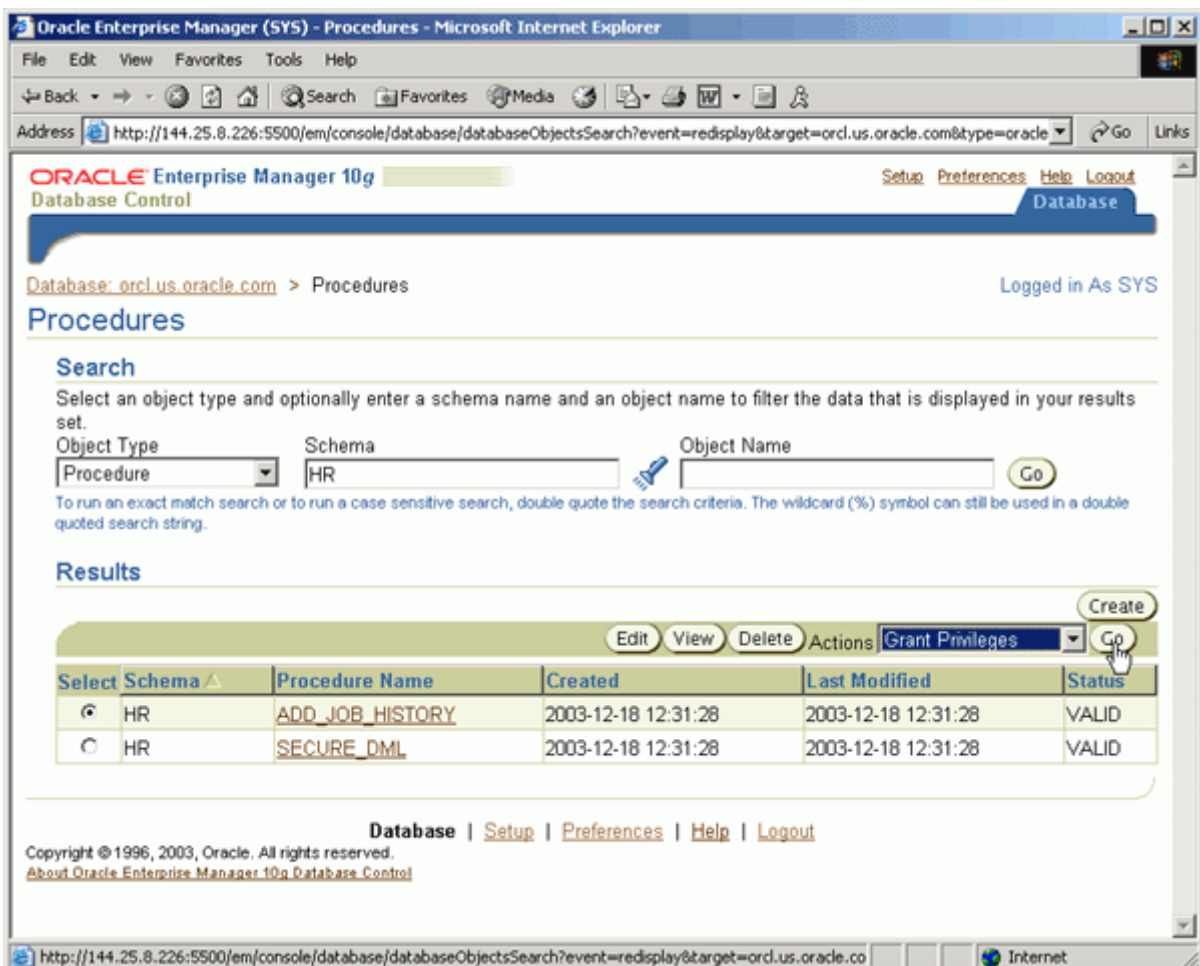 Oracle Enterprise Manager (SYS) - Procedures - Microsoft Internet Explorer
File Edit View Favorites Tools Help
Back Search Favorites Media
Address http://144.25.8.226:5500/em/console/database/databaseObjectsSearch?event=redisplay&target=orcl.us.oracle.com&type=oracle Go Links
ORACLE Enterprise Manager 10g
Setup Preferences Help Logout
Database Control
Database
Database: orcl.us.oracle.com > Procedures
Logged in As SYS
Procedures
Search
Select an object type and optionally enter a schema name and an object name to filter the data that is displayed in your results
set.
Object Type Schema Object Name
Procedure HR Go
To run an exact match search or to run a case sensitive search, double quote the search criteria. The wildcard (%) symbol can still be used in a double
quoted search string.
Results
Create
Edit View Delete Actions Grant Privileges Go
Select Schema Procedure Name Created Last Modified Status
HR ADD_JOB_HISTORY 2003-12-18 12:31:28 2003-12-18 12:31:28 VALID
HR SECURE_DML 2003-12-18 12:31:28 2003-12-18 12:31:28 VALID
Database | Setup | Preferences | Help | Logout
Copyright © 1996, 2003, Oracle. All rights reserved.
About Oracle Enterprise Manager 10g Database Control
http://144.25.8.226:5500/em/console/database/databaseObjectsSearch?event=redisplay&target=orcl.us.oracle.co Internet